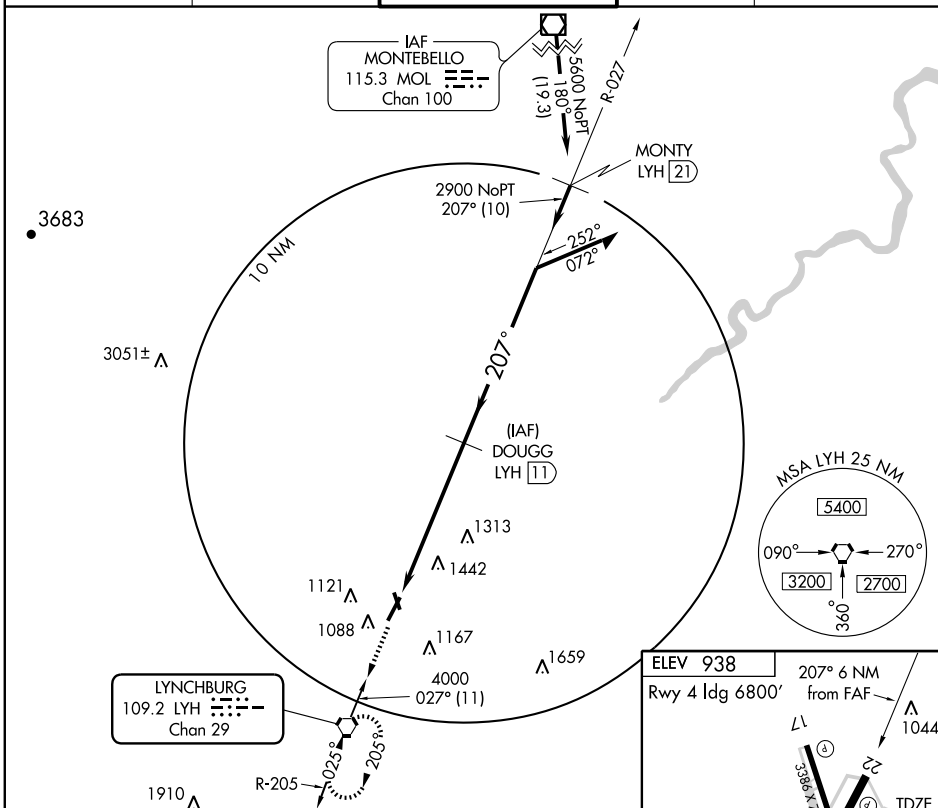 IAF
MONTEBELLO
115.3 MOL
Chan 100
5600 NoPT
180°
(19.3)
R-027
MONTY
LYH 21
2900 NoPT
207° (10)
3683
10 NM
252°
072°
3051±
207°
(IAF)
DOUGG
LYH 11
MSA LYH 25 NM
5400
090°
270°
3200
2700
360°
1313
1442
1121
1088
1167
1659
4000
027° (11)
LYNCHBURG
109.2 LYH
Chan 29
025°
205°
R-205
1910
ELEV 938
Rwy 4 ldg 6800'
207° 6 NM
from FAF
1044
17
P
22
3386 X
P
TDZE